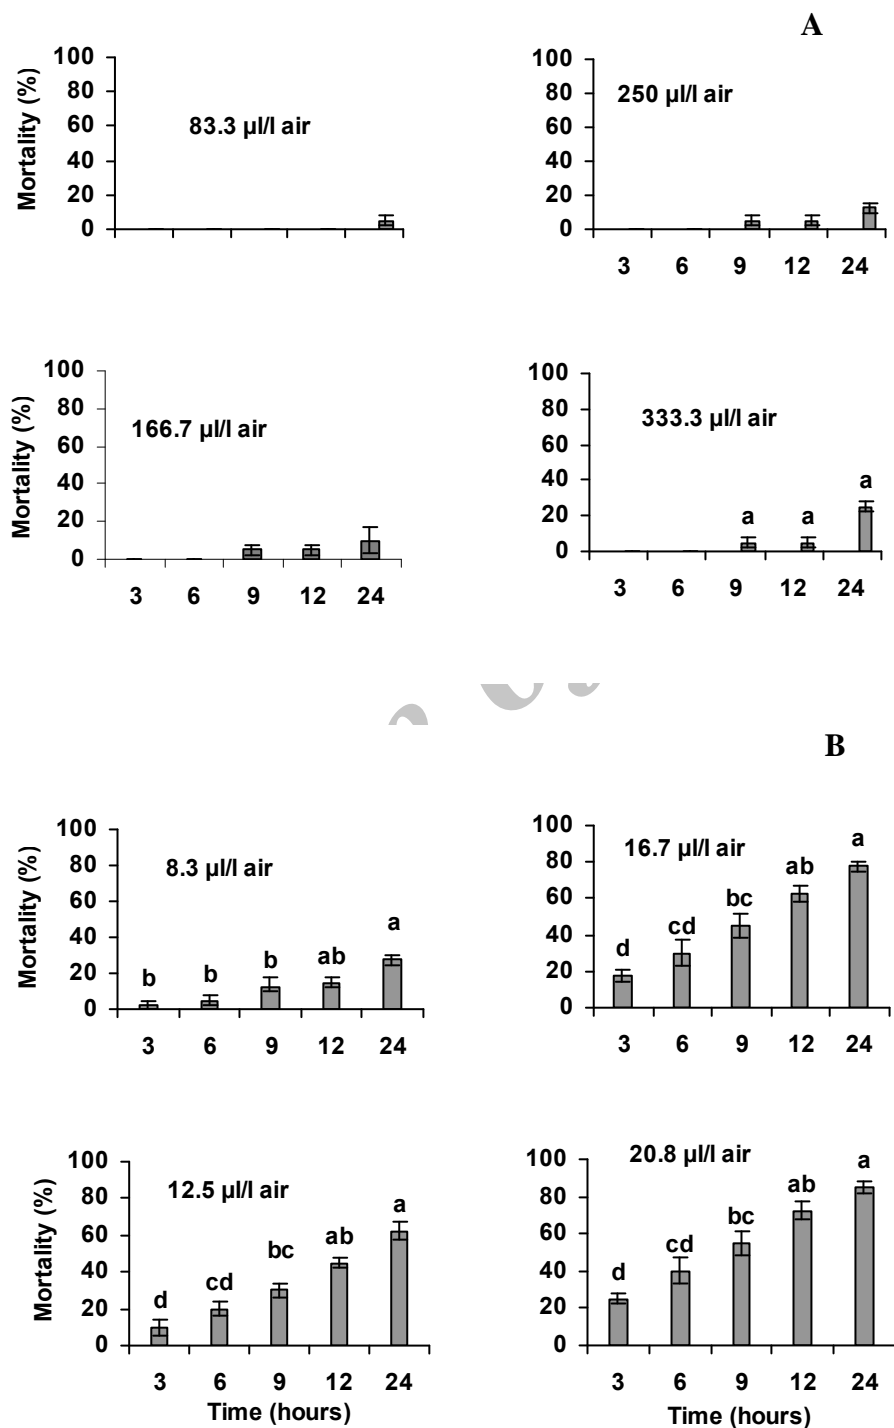 A
100
80
60
40
20
0
Mortality (%)
83.3 µl/l air
100
80
60
40
20
0
250 µl/l air
3 6 9 12 24
100
80
60
40
20
0
Mortality (%)
166.7 µl/l air
3 6 9 12 24
100
80
60
40
20
0
333.3 µl/l air
a a a
3 6 9 12 24
B
100
80
60
40
20
0
Mortality (%)
8.3 µl/l air
b b b ab a
3 6 9 12 24
100
80
60
40
20
0
16.7 µl/l air
d cd bc ab a
3 6 9 12 24
100
80
60
40
20
0
Mortality (%)
12.5 µl/l air
d cd bc ab a
3 6 9 12 24
Time (hours)
100
80
60
40
20
0
20.8 µl/l air
d cd bc ab a
3 6 9 12 24
Time (hours)